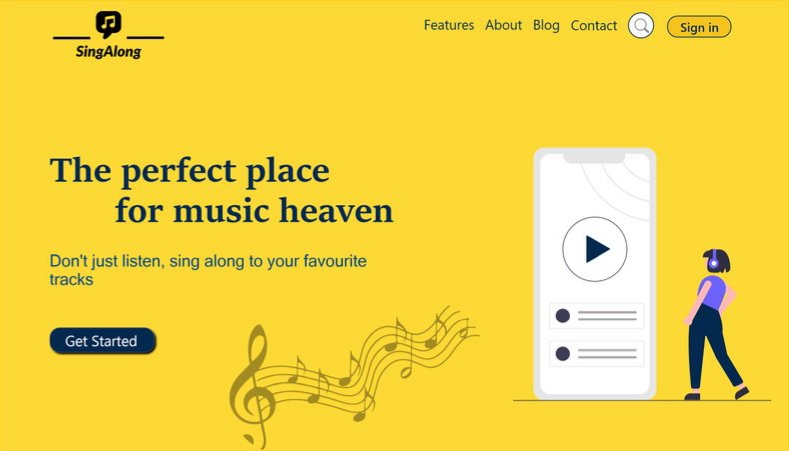 SingAlong
Features About Blog Contact Sign in
The perfect place
for music heaven
Don't just listen, sing along to your favourite
tracks
Get Started